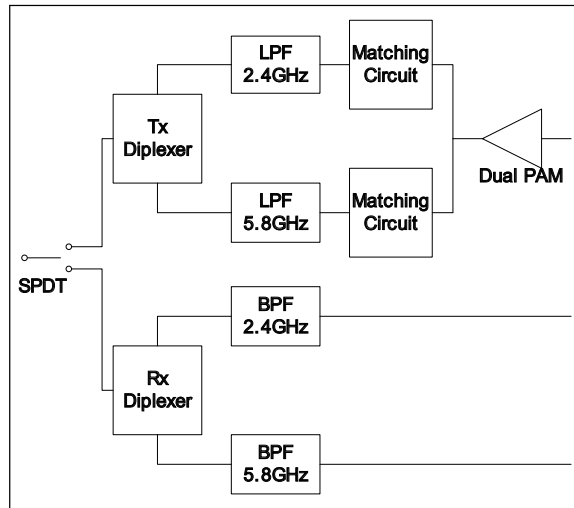 LPF
2.4GHz
Matching
Circuit
Tx
Diplexer
Dual PAM
LPF
5.8GHz
Matching
Circuit
SPDT
BPF
2.4GHz
Rx
Diplexer
BPF
5.8GHz